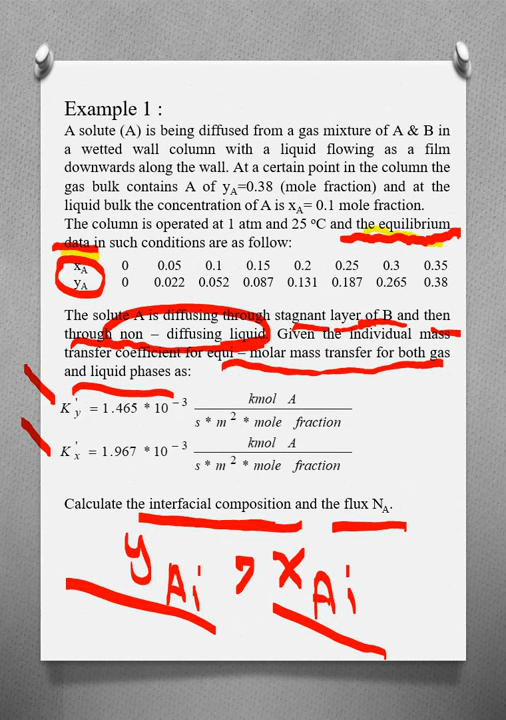 Example 1 :
A solute (A) is being diffused from a gas mixture of A & B in
a wetted wall column with a liquid flowing as a film
downwards along the wall. At a certain point in the column the
gas bulk contains A of yA=0.38 (mole fraction) and at the
liquid bulk the concentration of A is xA= 0.1 mole fraction.
The column is operated at 1 atm and 25 ºC and the equilibrium
data in such conditions are as follow:
xA 0 0.05 0.1 0.15 0.2 0.25 0.3 0.35
yA 0 0.022 0.052 0.087 0.131 0.187 0.265 0.38
The solute A is diffusing through stagnant layer of B and then
through non – diffusing liquid. Given the individual mass
transfer coefficient for equi – molar mass transfer for both gas
and liquid phases as:
K'y = 1.465 * 10 −3 kmol A / s * m 2 * mole fraction
K'x = 1.967 * 10 −3 kmol A / s * m 2 * mole fraction
Calculate the interfacial composition and the flux NA.
yAi , xAi